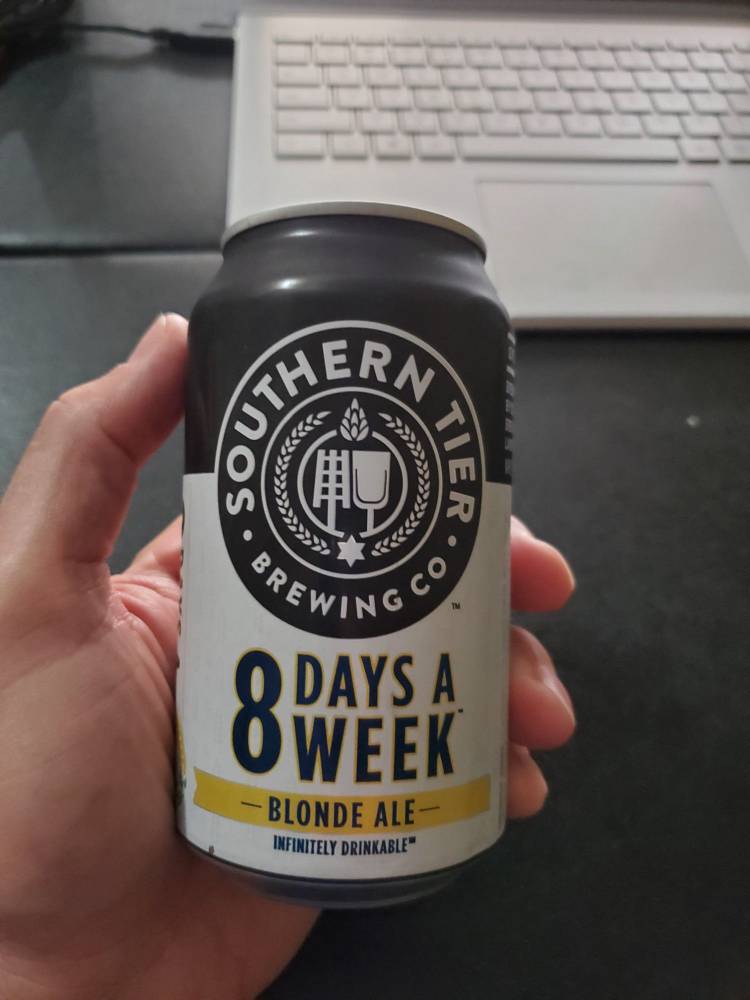 SOUTHERN TIER
• BREWING CO •
™
8 DAYS A
WEEK™
BLONDE ALE
INFINITELY DRINKABLE℠